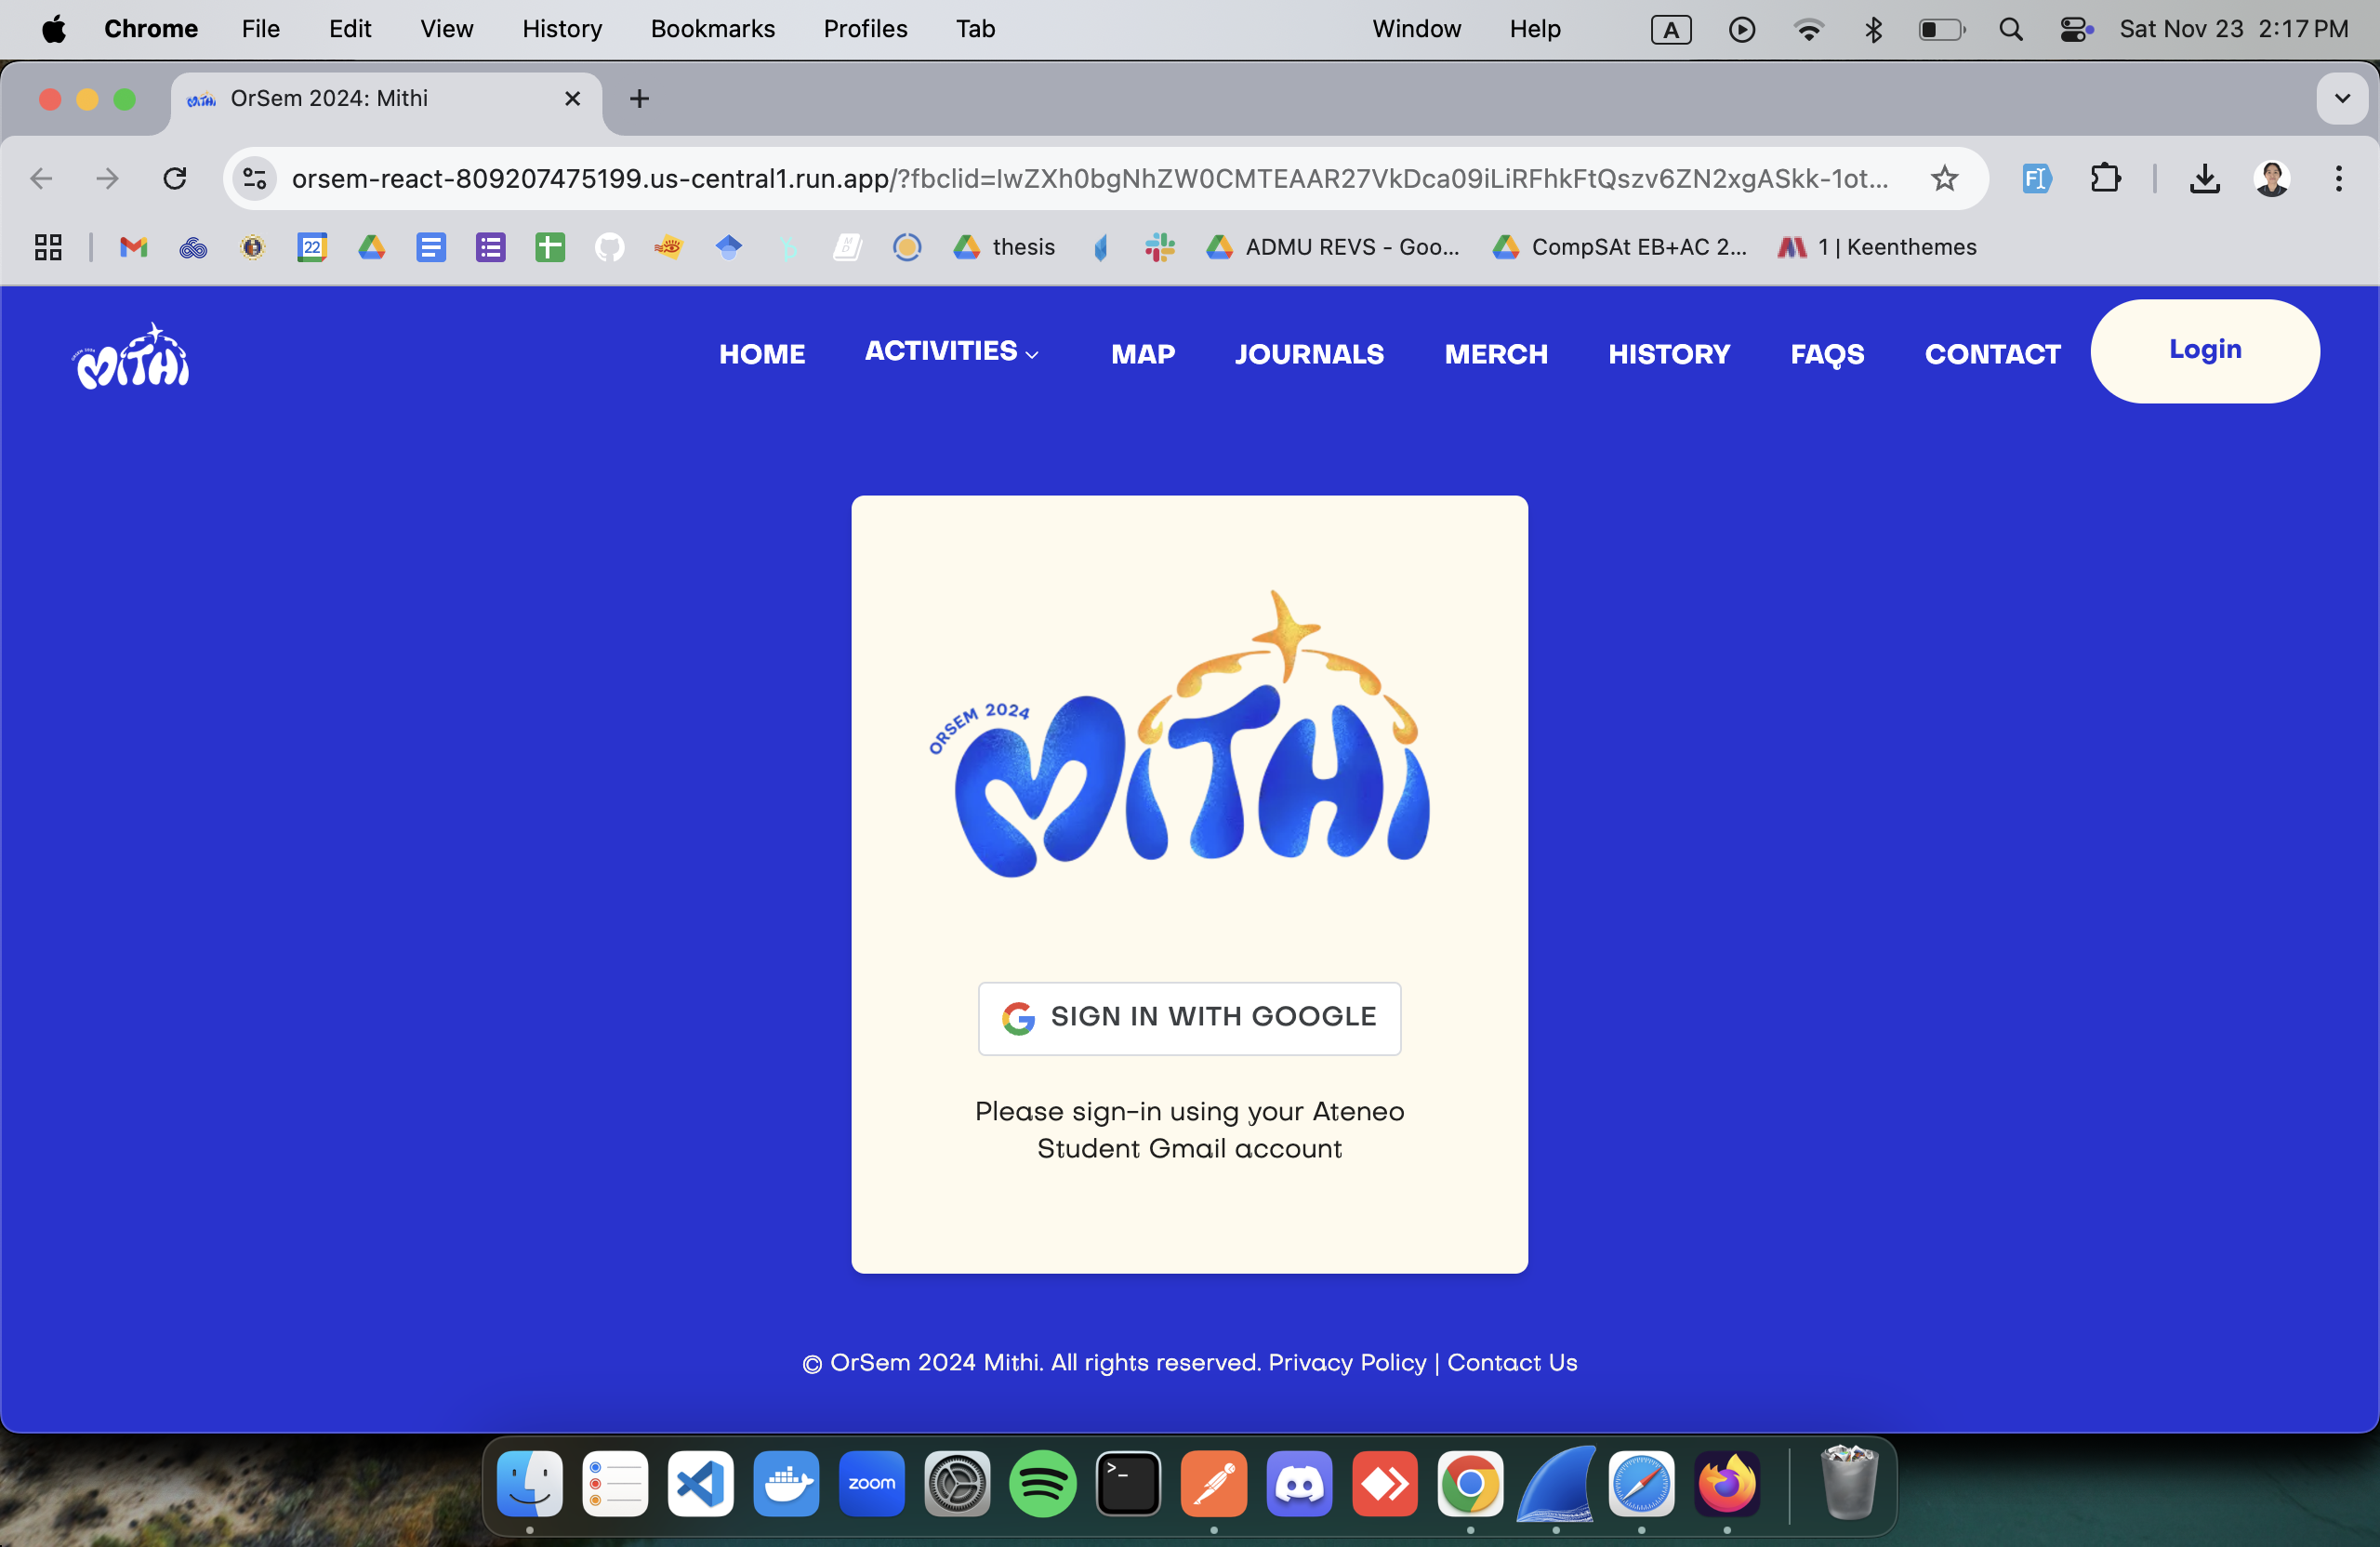 Chrome File Edit View History Bookmarks Profiles Tab Window Help A Sat Nov 23 2:17 PM
OrSem 2024: Mithi
orsem-react-809207475199.us-central1.run.app/?fbclid=IwZXh0bgNhZW0CMTEAAR27VkDca09iLiRFhkFtQszv6ZN2xgASkk-1ot...
22 thesis ADMU REVS - Goo... CompSAt EB+AC 2... 1 | Keenthemes
MiTHi HOME ACTIVITIES MAP JOURNALS MERCH HISTORY FAQS CONTACT Login
ORSEM 2024
MiTHi
SIGN IN WITH GOOGLE
Please sign-in using your Ateneo
Student Gmail account
© OrSem 2024 Mithi. All rights reserved. Privacy Policy | Contact Us
zoom